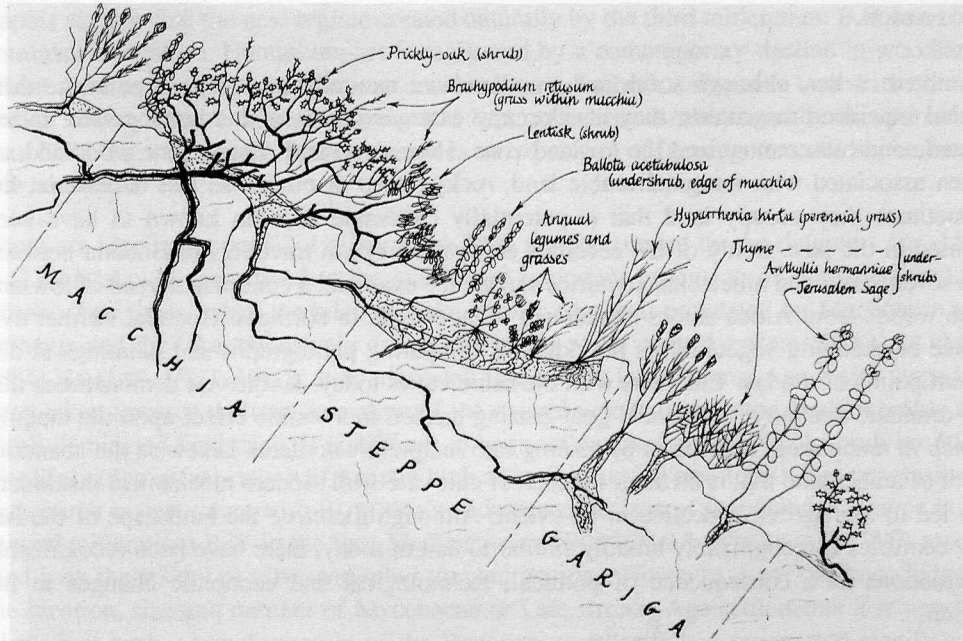 Prickly-oak (shrub)
Brachypodium retusum
(grass within macchia)
Lentisk (shrub)
Ballota acetabulosa
(undershrub, edge of macchia)
Annual
legumes and
grasses
Hyparrhenia hirta (perennial grass)
Thyme
Anthyllis hermanniae
Jerusalem Sage
under-
shrubs
MACCHIA
STEPPE
GARIGA